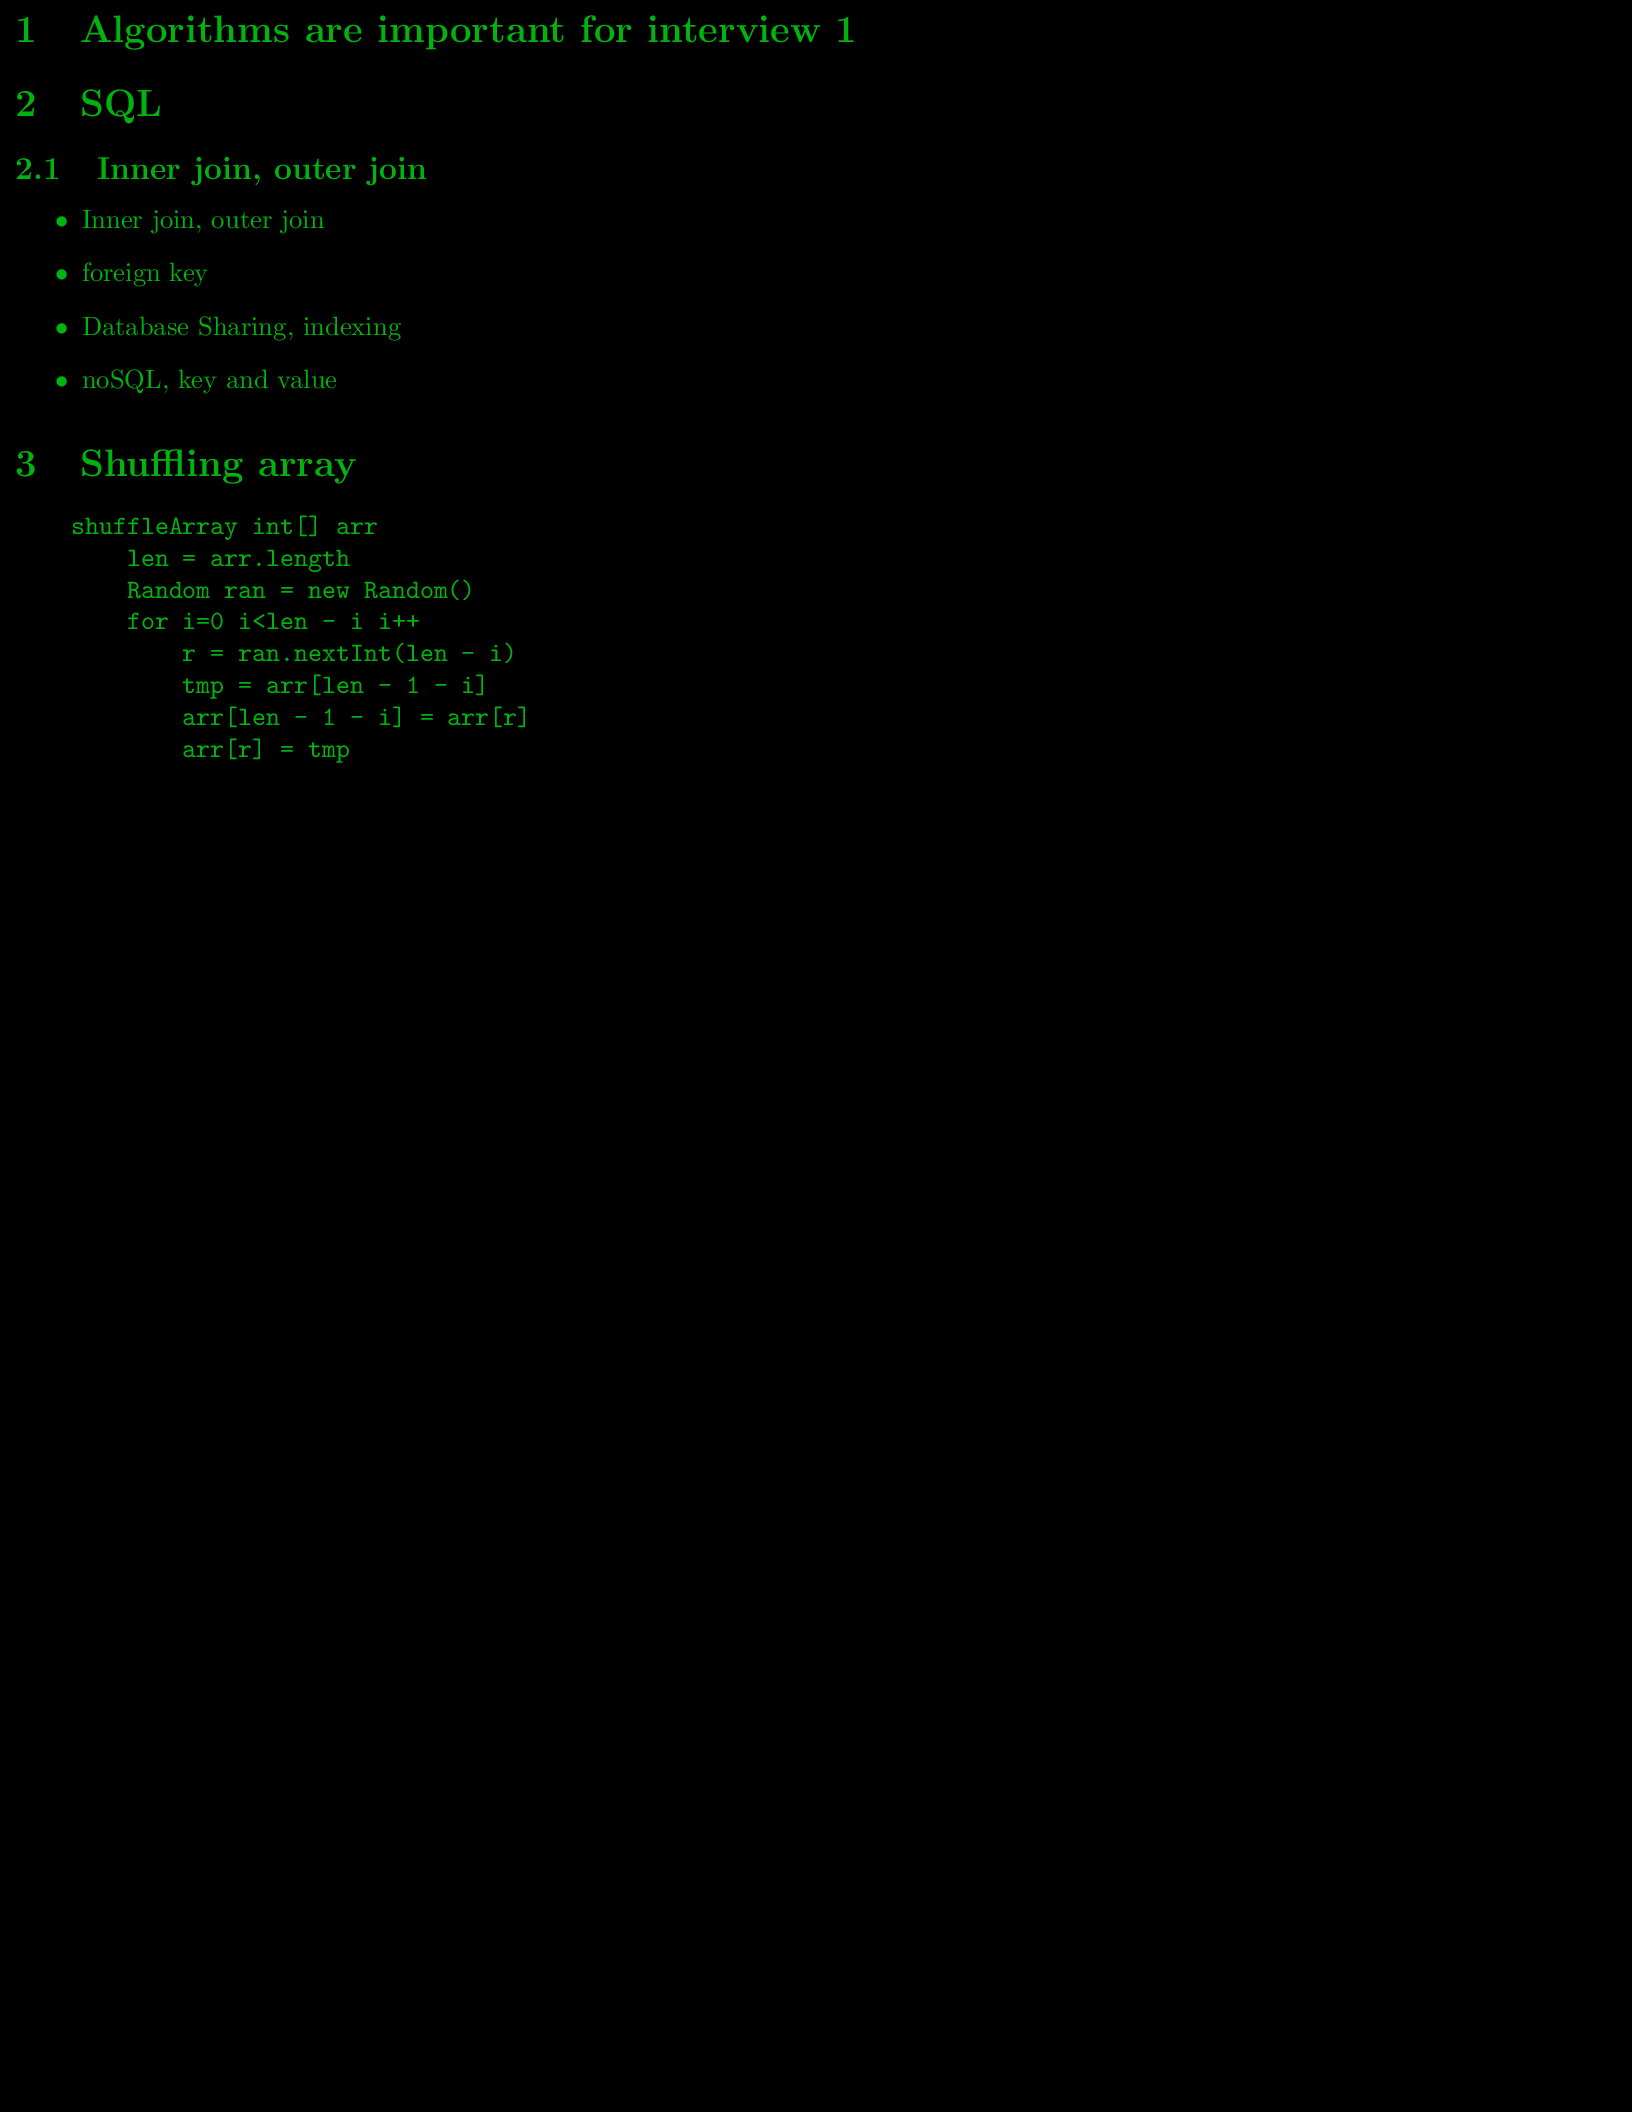 1 Algorithms are important for interview 1
2 SQL
2.1 Inner join, outer join
• Inner join, outer join
• foreign key
• Database Sharing, indexing
• noSQL, key and value
3 Shuffling array
shuffleArray int[] arr
    len = arr.length
    Random ran = new Random()
    for i=0 i<len - i i++
        r = ran.nextInt(len - i)
        tmp = arr[len - 1 - i]
        arr[len - 1 - i] = arr[r]
        arr[r] = tmp